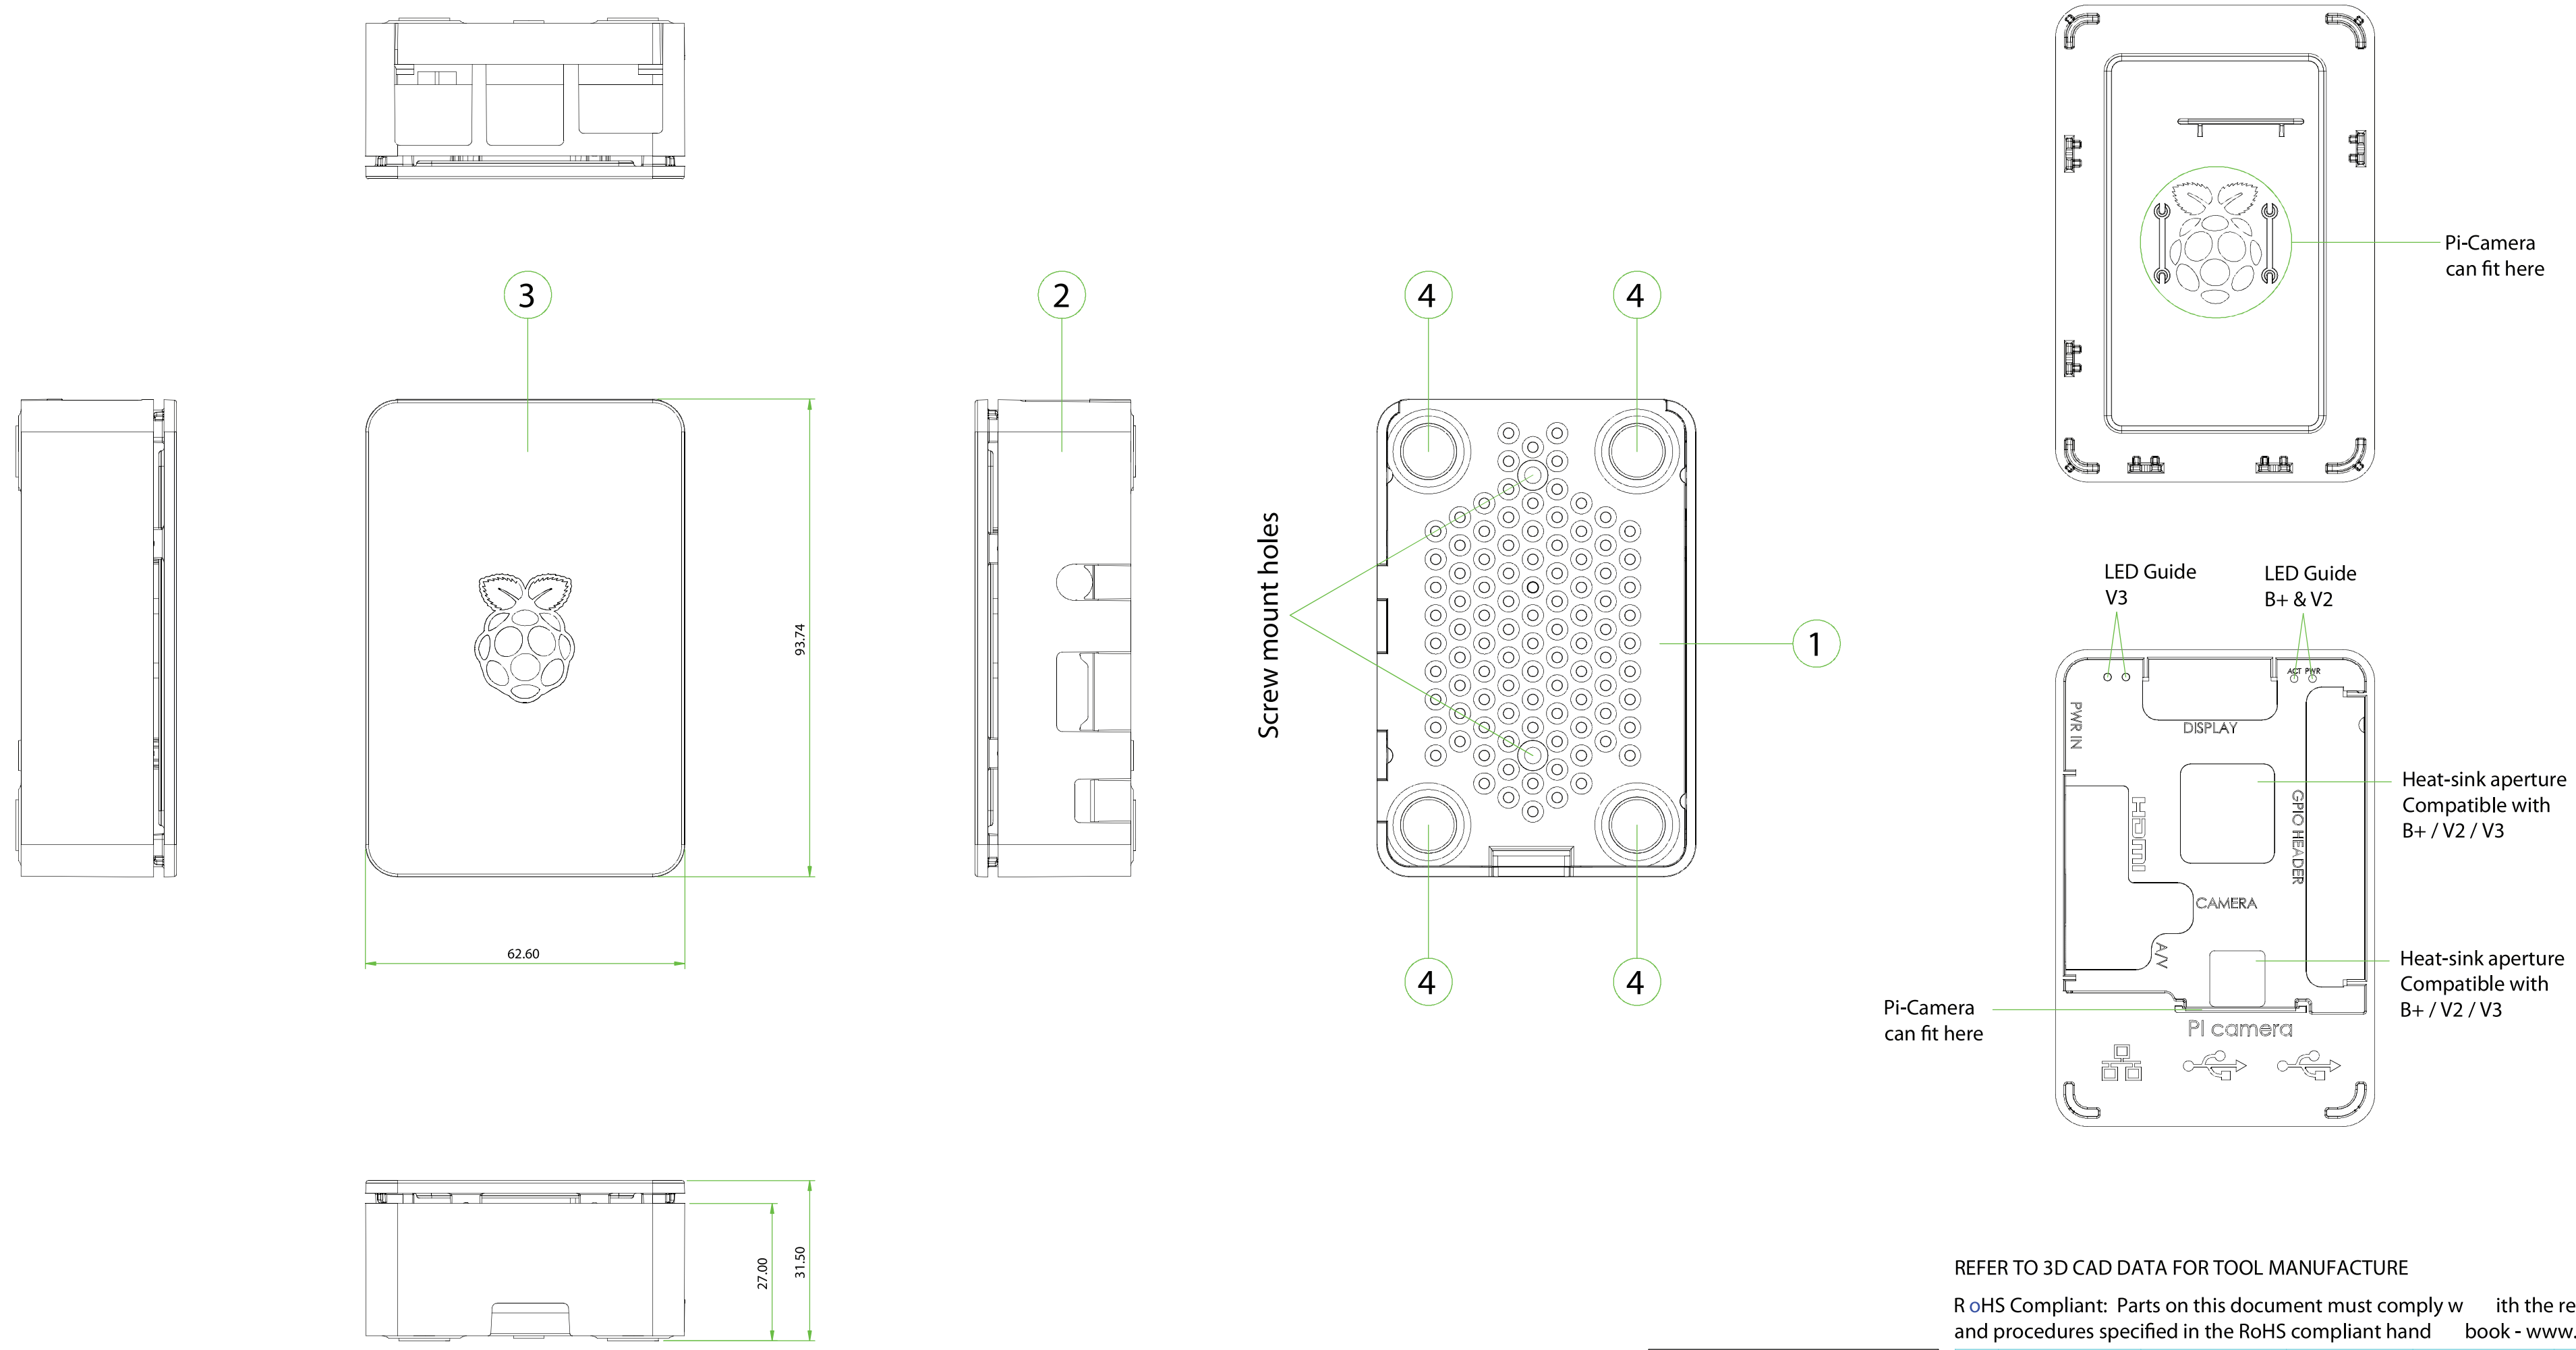 Pi-Camera
can fit here
3
2
4
4
Screw mount holes
1
93.74
62.60
4
4
LED Guide
V3
LED Guide
B+ & V2
ACT PWR
PWR IN
DISPLAY
HDMI
GPIO HEADER
CAMERA
A/V
Heat-sink aperture
Compatible with
B+ / V2 / V3
Heat-sink aperture
Compatible with
B+ / V2 / V3
Pi-Camera
can fit here
PI camera
27.00
31.50
REFER TO 3D CAD DATA FOR TOOL MANUFACTURE
R oHS Compliant: Parts on this document must comply w ith the re
and procedures specified in the RoHS compliant hand book - www.